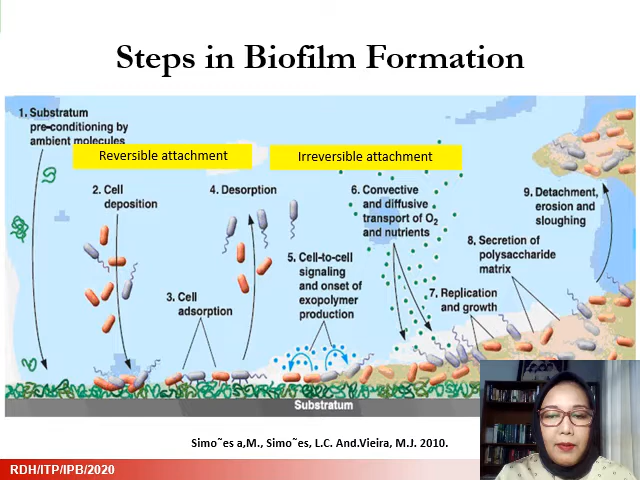 Steps in Biofilm Formation
1. Substratum
pre-conditioning by
ambient molecules
Reversible attachment
Irreversible attachment
2. Cell
deposition
3. Cell
adsorption
4. Desorption
5. Cell-to-cell
signaling
and onset of
exopolymer
production
6. Convective
and diffusive
transport of O2
and nutrients
7. Replication
and growth
8. Secretion of
polysaccharide
matrix
9. Detachment,
erosion and
sloughing
Substratum
Simo˜es a,M., Simo˜es, L.C. And.Vieira, M.J. 2010.
RDH/ITP/IPB/2020